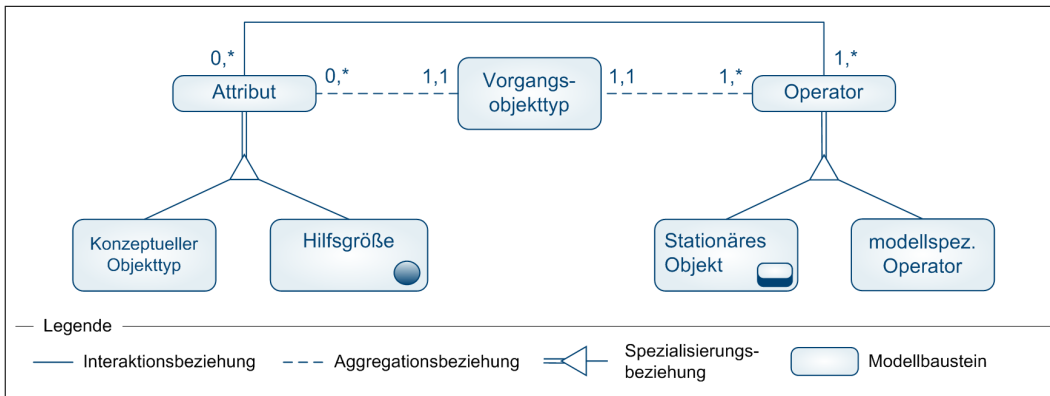 0,* 1,*
0,* 1,1 1,1 1,*
Attribut
Vorgangs-
objekttyp
Operator
Konzeptueller
Objekttyp
Hilfsgröße
Stationäres
Objekt
modellspez.
Operator
Legende
Interaktionsbeziehung
Aggregationsbeziehung
Spezialisierungs-
beziehung
Modellbaustein